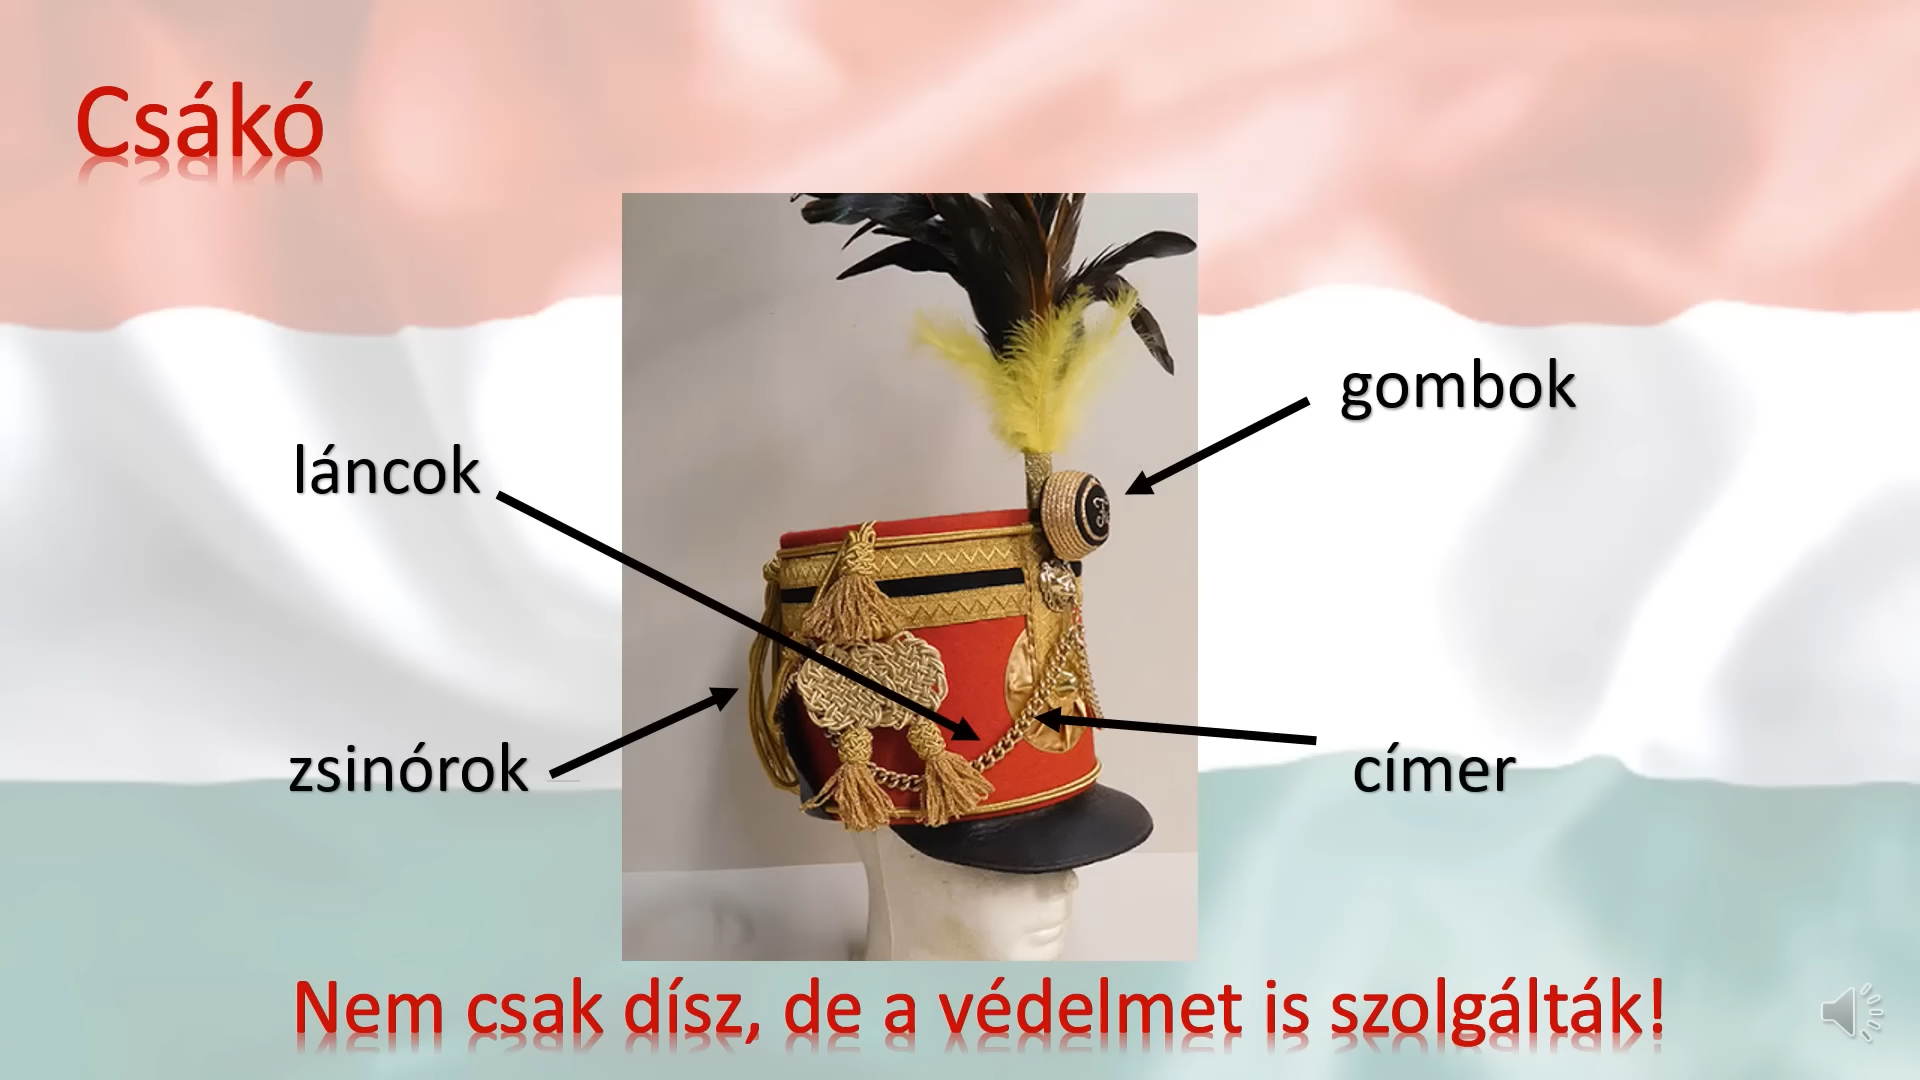 Csákó
gombok
láncok
zsinórok
címer
Nem csak dísz, de a védelmet is szolgálták!